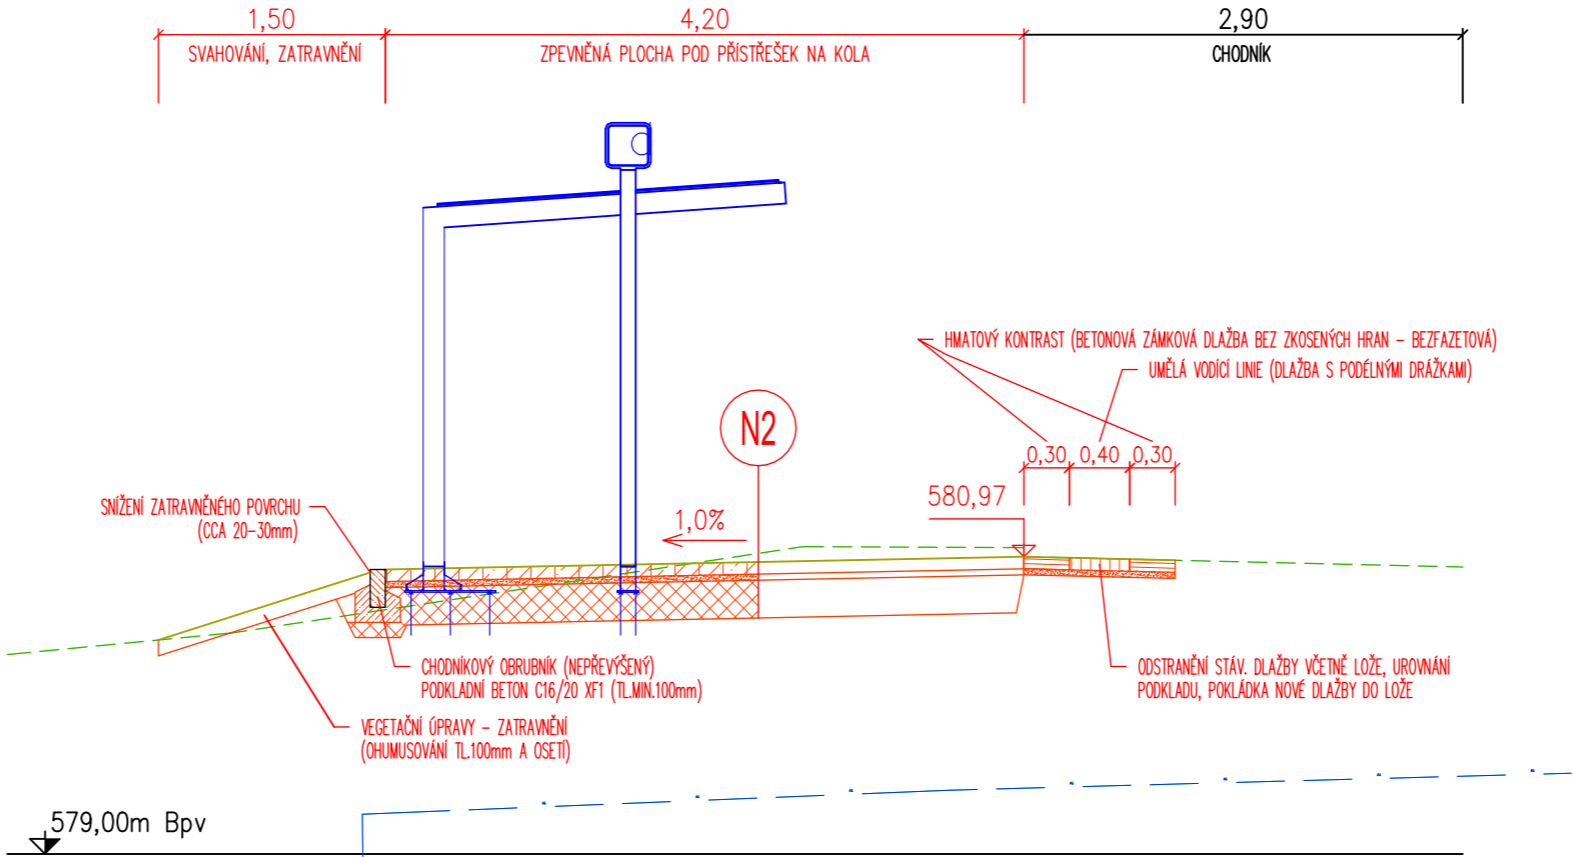 1,50
4,20
2,90
SVAHOVÁNÍ, ZATRAVNĚNÍ
ZPEVNĚNÁ PLOCHA POD PŘÍSTŘEŠEK NA KOLA
CHODNÍK
HMATOVÝ KONTRAST (BETONOVÁ ZÁMKOVÁ DLAŽBA BEZ ZKOSENÝCH HRAN - BEZFAZETOVÁ)
UMĚLÁ VODÍCÍ LINIE (DLAŽBA S PODÉLNÝMI DRÁŽKAMI)
N2
0,30
0,40
0,30
580,97
SNÍŽENÍ ZATRAVNĚNÉHO POVRCHU
(CCA 20-30mm)
1,0%
CHODNÍKOVÝ OBRUBNÍK (NEPŘEVÝŠENÝ)
PODKLADNÍ BETON C16/20 XF1 (TL.MIN.100mm)
ODSTRANĚNÍ STÁV. DLAŽBY VČETNĚ LOŽE, UROVNÁNÍ
PODKLADU, POKLÁDKA NOVÉ DLAŽBY DO LOŽE
VEGETAČNÍ ÚPRAVY - ZATRAVNĚNÍ
(OHUMUSOVÁNÍ TL.100mm A OSETÍ)
579,00m Bpv